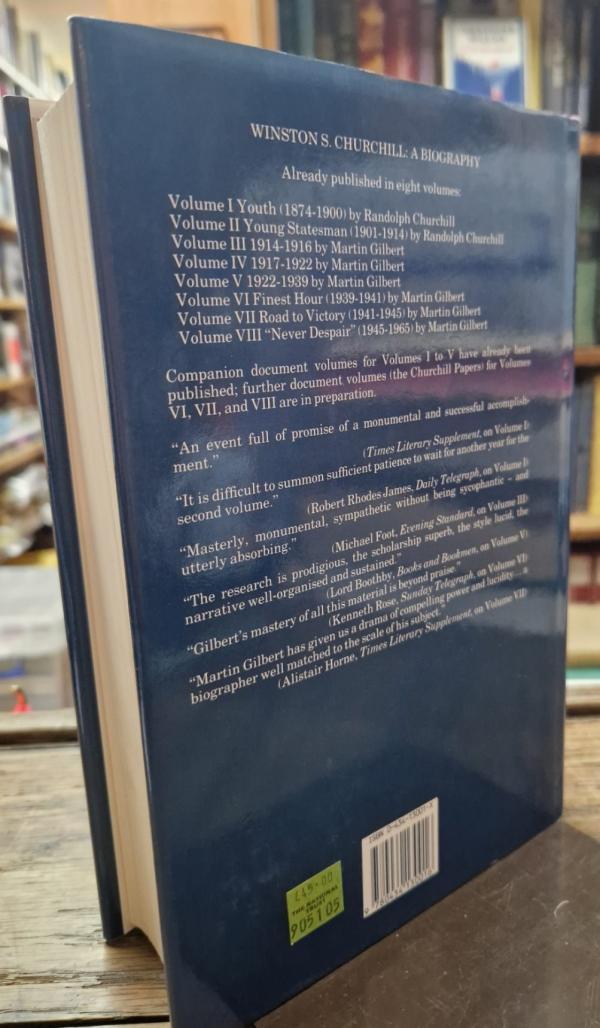 WINSTON S. CHURCHILL: A BIOGRAPHY
Already published in eight volumes:
Volume I Youth (1874-1900) by Randolph Churchill
Volume II Young Statesman (1901-1914) by Randolph Churchill
Volume III 1914-1916 by Martin Gilbert
Volume IV 1917-1922 by Martin Gilbert
Volume V 1922-1939 by Martin Gilbert
Volume VI Finest Hour (1939-1941) by Martin Gilbert
Volume VII Road to Victory (1941-1945) by Martin Gilbert
Volume VIII "Never Despair" (1945-1965) by Martin Gilbert
Companion document volumes for Volumes I to V have already been
published; further document volumes (the Churchill Papers) for Volumes
VI, VII, and VIII are in preparation.
"An event full of promise of a monumental and successful accomplish-
ment."
(Times Literary Supplement, on Volume I)
"It is difficult to summon sufficient patience to wait for another year for the
second volume."
(Robert Rhodes James, Daily Telegraph, on Volume I)
"Masterly, monumental, sympathetic without being sycophantic – and
utterly absorbing."
(Michael Foot, Evening Standard, on Volume III)
"The research is prodigious, the scholarship superb, the style lucid, the
narrative well-organised and sustained."
(Lord Boothby, Books and Bookmen, on Volume V)
"Gilbert's mastery of all this material is beyond praise."
(Kenneth Rose, Sunday Telegraph, on Volume VI)
"Martin Gilbert has given us a drama of compelling power and lucidity... a
biographer well matched to the scale of his subject."
(Alistair Horne, Times Literary Supplement, on Volume VII)
£45.00
THE NATIONAL
TRUST
905105
ISBN 0-434-13001-X